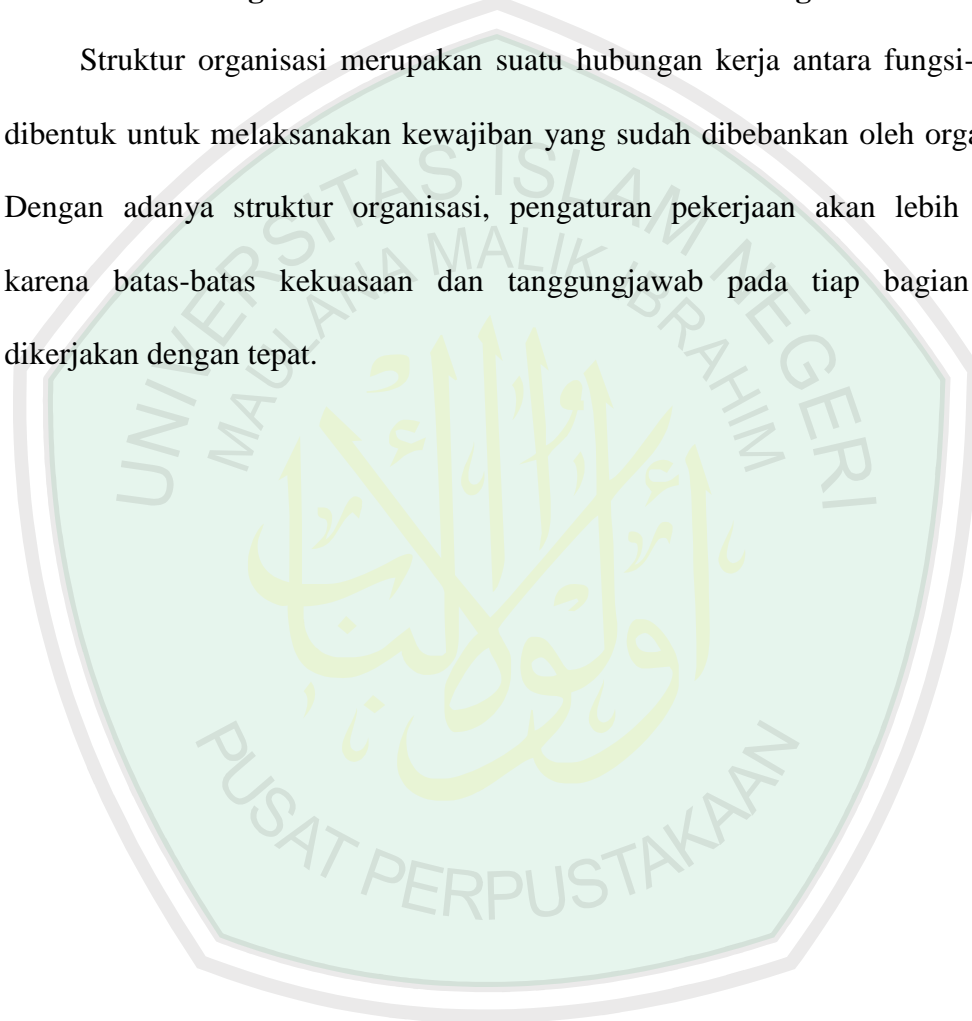 Struktur organisasi merupakan suatu hubungan kerja antara fungsi-
dibentuk untuk melaksanakan kewajiban yang sudah dibebankan oleh orga
Dengan adanya struktur organisasi, pengaturan pekerjaan akan lebih
karena batas-batas kekuasaan dan tanggungjawab pada tiap bagian
dikerjakan dengan tepat.
UNIVERSITAS ISLAM NEGERI
MAULANA MALIK IBRAHIM
أولوا الألباب
PUSAT PERPUSTAKAAN